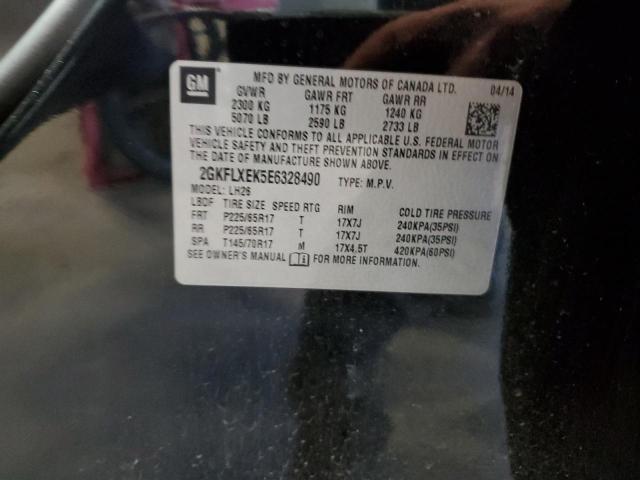 GM
MFD BY GENERAL MOTORS OF CANADA LTD. 04/14
GVWR GAWR FRT GAWR RR
2300 KG 1175 KG 1240 KG
5070 LB 2590 LB 2733 LB
THIS VEHICLE CONFORMS TO ALL APPLICABLE U.S. FEDERAL MOTOR
VEHICLE SAFETY AND THEFT PREVENTION STANDARDS IN EFFECT ON
THE DATE OF MANUFACTURE SHOWN ABOVE.
2GKFLXEK5E6328490 TYPE: M.P.V.
MODEL: LH26
LBDF TIRE SIZE SPEED RTG RIM COLD TIRE PRESSURE
FRT P225/65R17 T 17X7J 240KPA(35PSI)
RR P225/65R17 T 17X7J 240KPA(35PSI)
SPA T145/70R17 M 17X4.5T 420KPA(60PSI)
SEE OWNER'S MANUAL FOR MORE INFORMATION.